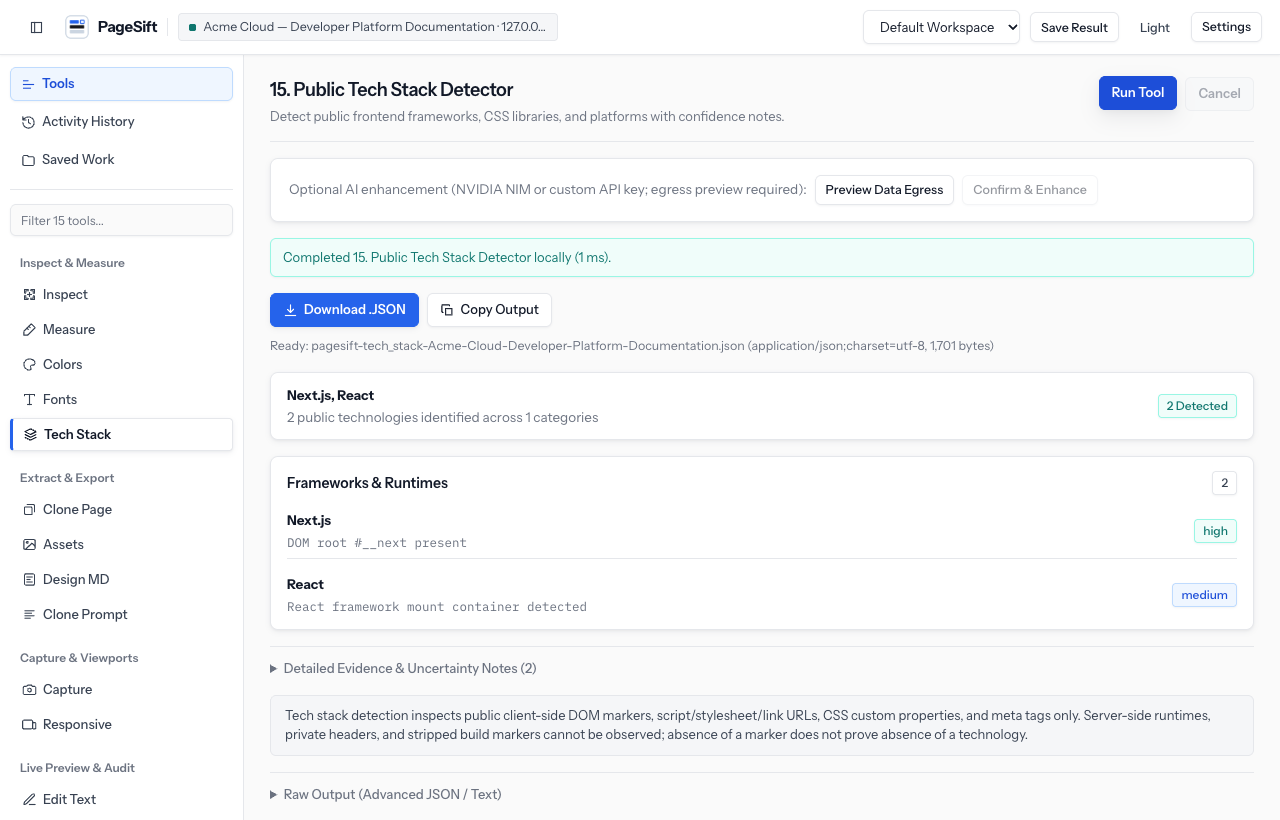 PageSift
Acme Cloud — Developer Platform Documentation · 127.0.0...
Default Workspace
Save Result
Light
Settings
Tools
Activity History
Saved Work
Filter 15 tools...
Inspect & Measure
Inspect
Measure
Colors
Fonts
Tech Stack
Extract & Export
Clone Page
Assets
Design MD
Clone Prompt
Capture & Viewports
Capture
Responsive
Live Preview & Audit
Edit Text
15. Public Tech Stack Detector
Run Tool
Cancel
Detect public frontend frameworks, CSS libraries, and platforms with confidence notes.
Optional AI enhancement (NVIDIA NIM or custom API key; egress preview required):
Preview Data Egress
Confirm & Enhance
Completed 15. Public Tech Stack Detector locally (1 ms).
Download .JSON
Copy Output
Ready: pagesift-tech_stack-Acme-Cloud-Developer-Platform-Documentation.json (application/json;charset=utf-8, 1,701 bytes)
Next.js, React
2 public technologies identified across 1 categories
2 Detected
Frameworks & Runtimes
2
Next.js
DOM root #__next present
high
React
React framework mount container detected
medium
Detailed Evidence & Uncertainty Notes (2)
Tech stack detection inspects public client-side DOM markers, script/stylesheet/link URLs, CSS custom properties, and meta tags only. Server-side runtimes,
private headers, and stripped build markers cannot be observed; absence of a marker does not prove absence of a technology.
Raw Output (Advanced JSON / Text)